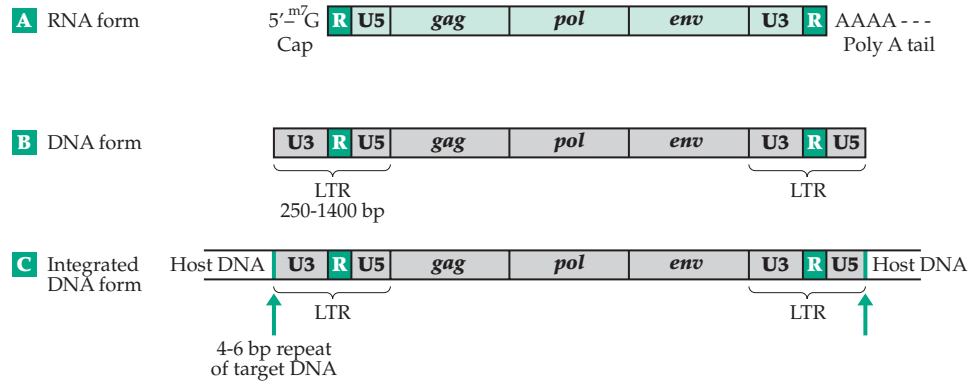 A RNA form 5′–m7G R U5 gag pol env U3 R AAAA - - -
Cap Poly A tail
B DNA form U3 R U5 gag pol env U3 R U5
LTR LTR
250-1400 bp
C Integrated Host DNA U3 R U5 gag pol env U3 R U5 Host DNA
DNA form
LTR LTR
4-6 bp repeat
of target DNA